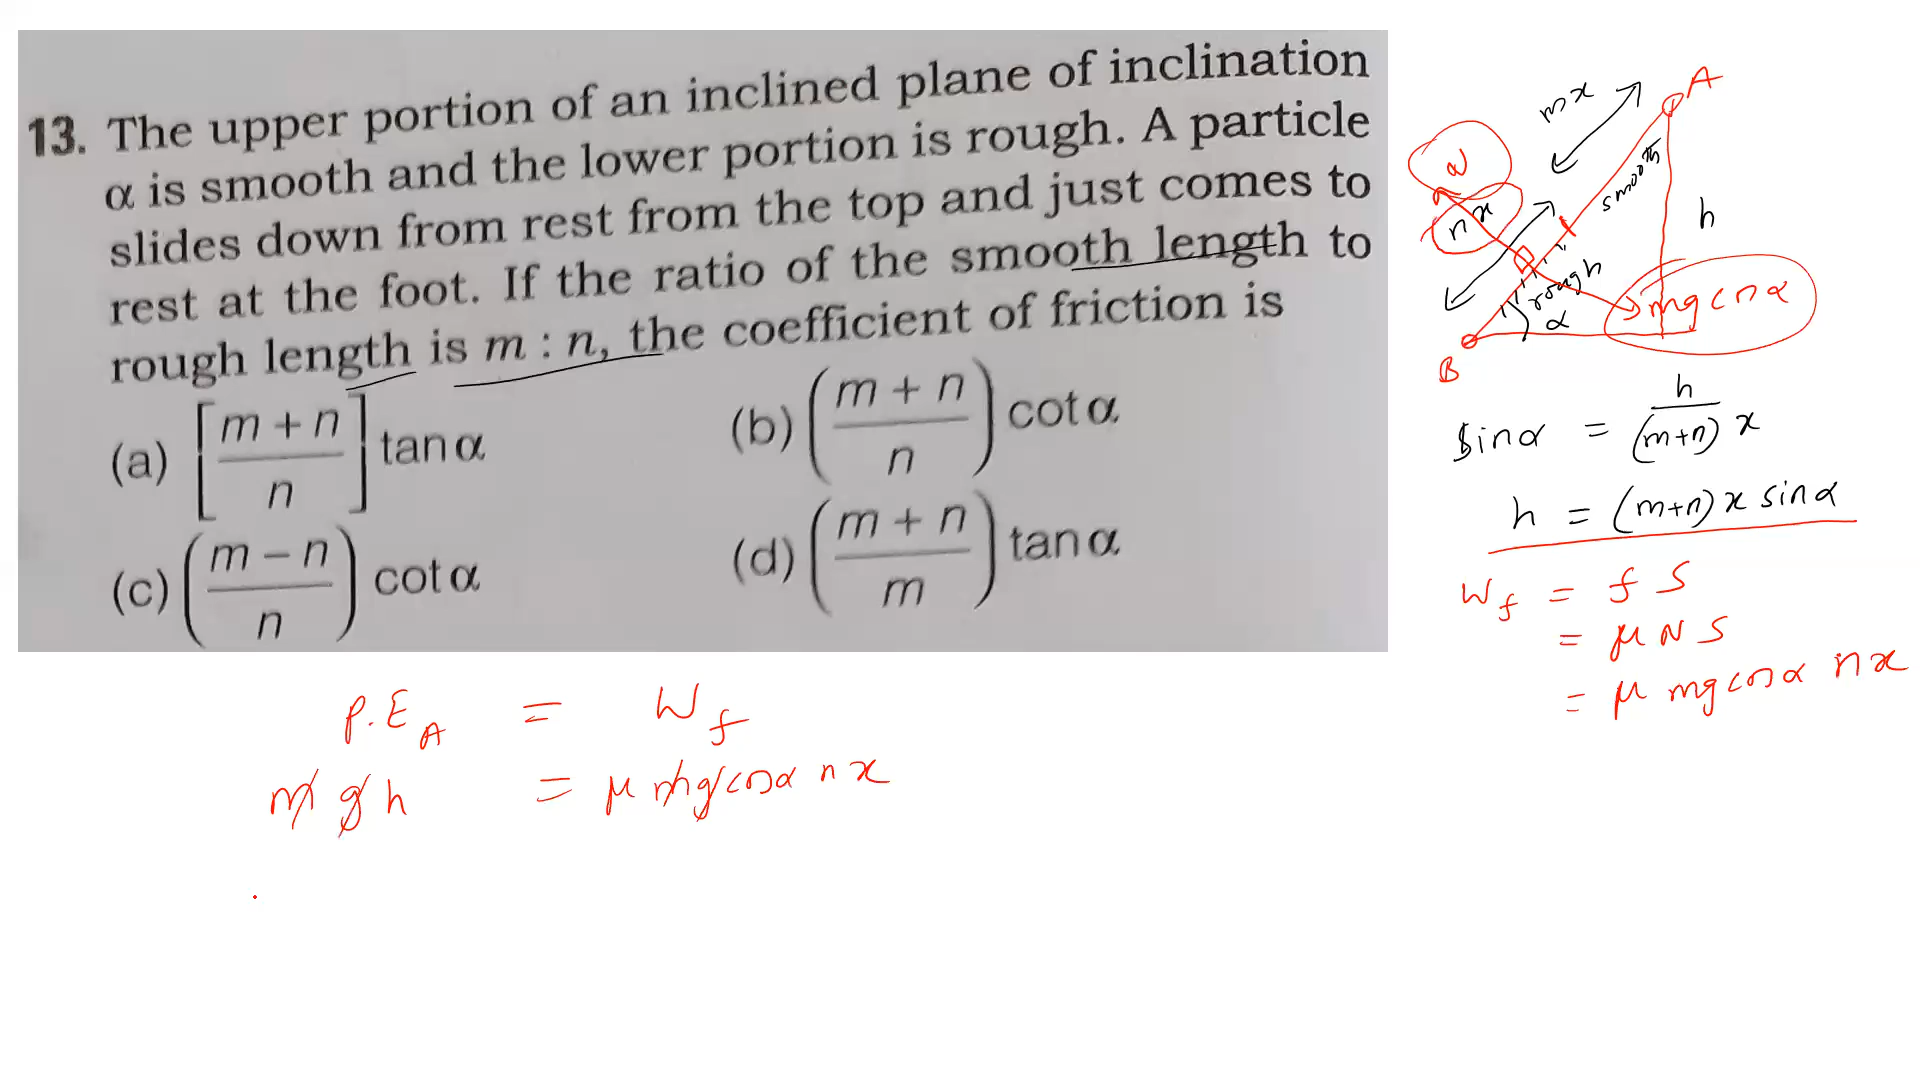 13. The upper portion of an inclined plane of inclination
α is smooth and the lower portion is rough. A particle
slides down from rest from the top and just comes to
rest at the foot. If the ratio of the smooth length to
rough length is m : n, the coefficient of friction is
(a) [m + n / n] tan α
(b) (m + n / n) cot α
(c) (m − n / n) cot α
(d) (m + n / m) tan α
A
mx
smooth
N
nx
h
rough
α
mg cos α
B
sin α = h / (m+n) x
h = (m+n) x sin α
W_f = f S
= μ N S
= μ mg cos α nx
P.E_A = W_f
m g h = μ mg cos α n x